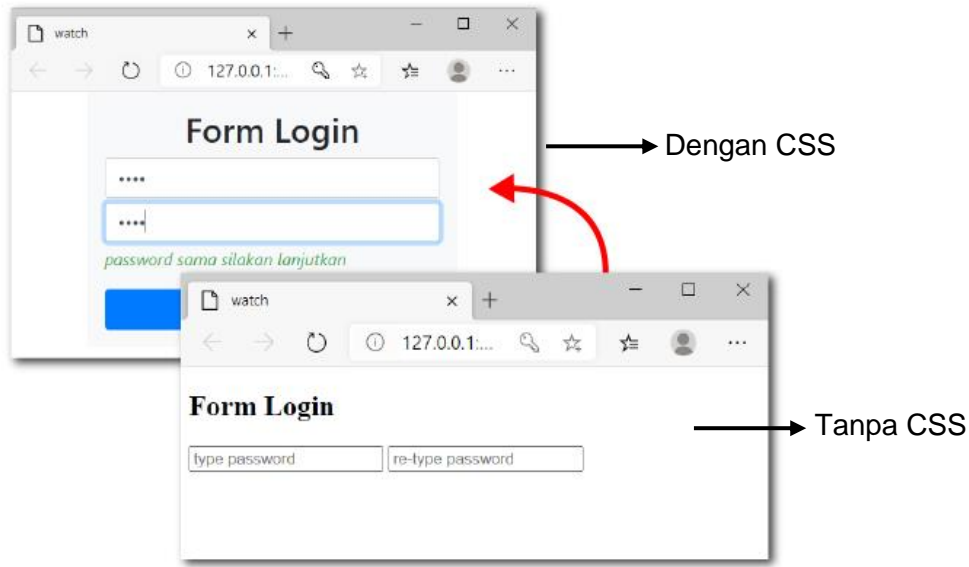 watch
127.0.0.1:...
Form Login
••••
••••
password sama silakan lanjutkan
Dengan CSS
watch
127.0.0.1:...
Form Login
type password re-type password
Tanpa CSS